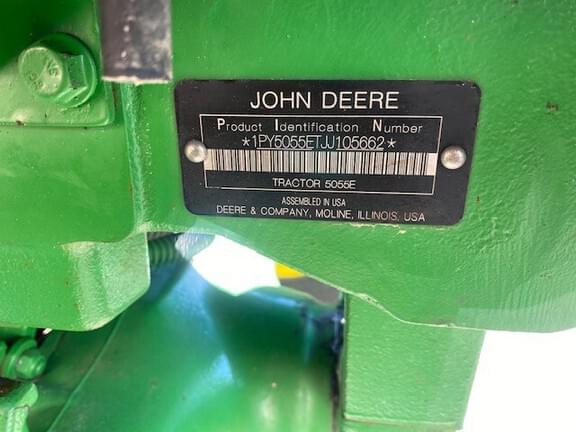 JOHN DEERE
Product Identification Number
*1PY5055ETJJ105662*
TRACTOR 5055E
ASSEMBLED IN USA
DEERE & COMPANY, MOLINE, ILLINOIS, USA